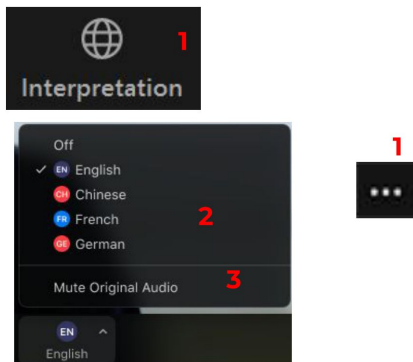 1
Interpretation
Off
EN English
CH Chinese
FR French
GE German
2
Mute Original Audio 3
EN
English
1